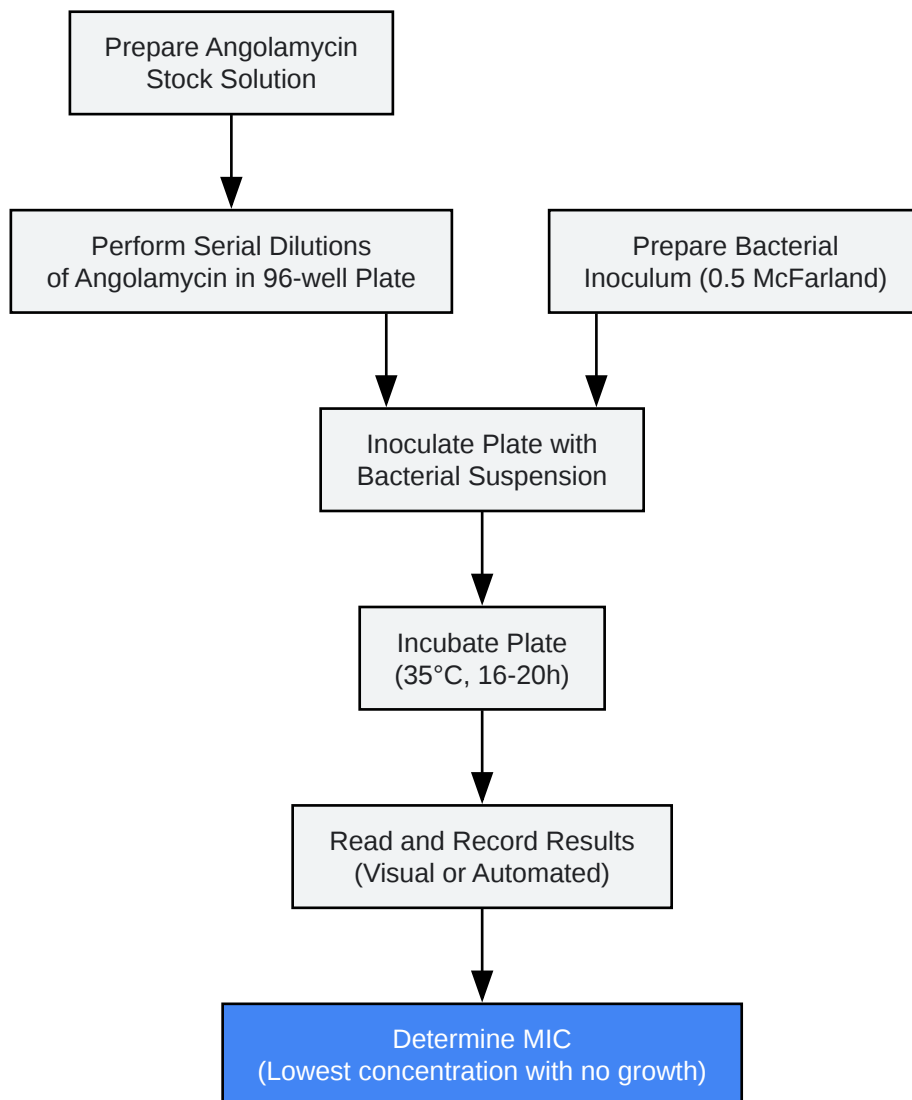 Prepare Angolamycin
Stock Solution
Perform Serial Dilutions
of Angolamycin in 96-well Plate
Prepare Bacterial
Inoculum (0.5 McFarland)
Inoculate Plate with
Bacterial Suspension
Incubate Plate
(35°C, 16-20h)
Read and Record Results
(Visual or Automated)
Determine MIC
(Lowest concentration with no growth)